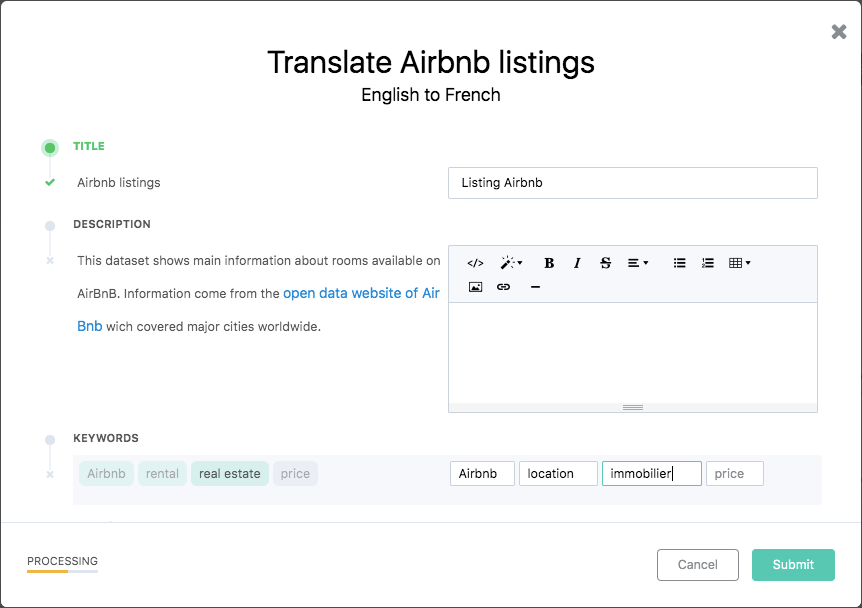 Translate Airbnb listings
English to French
TITLE
Airbnb listings
Listing Airbnb
DESCRIPTION
This dataset shows main information about rooms available on
AirBnB. Information come from the open data website of Air
Bnb wich covered major cities worldwide.
</> B I S
KEYWORDS
Airbnb rental real estate price
Airbnb location immobilier price
PROCESSING
Cancel Submit